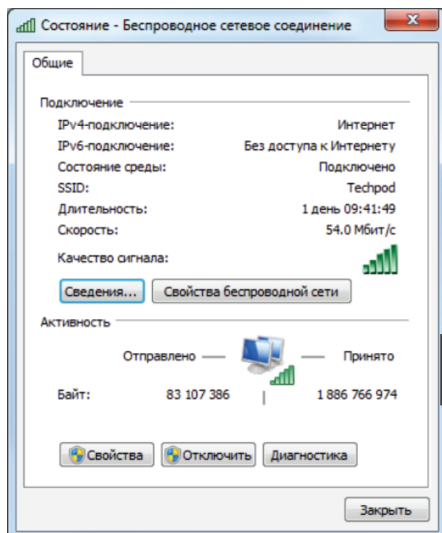 Состояние - Беспроводное сетевое соединение
Общие
Подключение
IPv4-подключение: Интернет
IPv6-подключение: Без доступа к Интернету
Состояние среды: Подключено
SSID: Techpod
Длительность: 1 день 09:41:49
Скорость: 54.0 Мбит/с
Качество сигнала:
Сведения... Свойства беспроводной сети
Активность
Отправлено — — Принято
Байт: 83 107 386 | 1 886 766 974
Свойства Отключить Диагностика
Закрыть